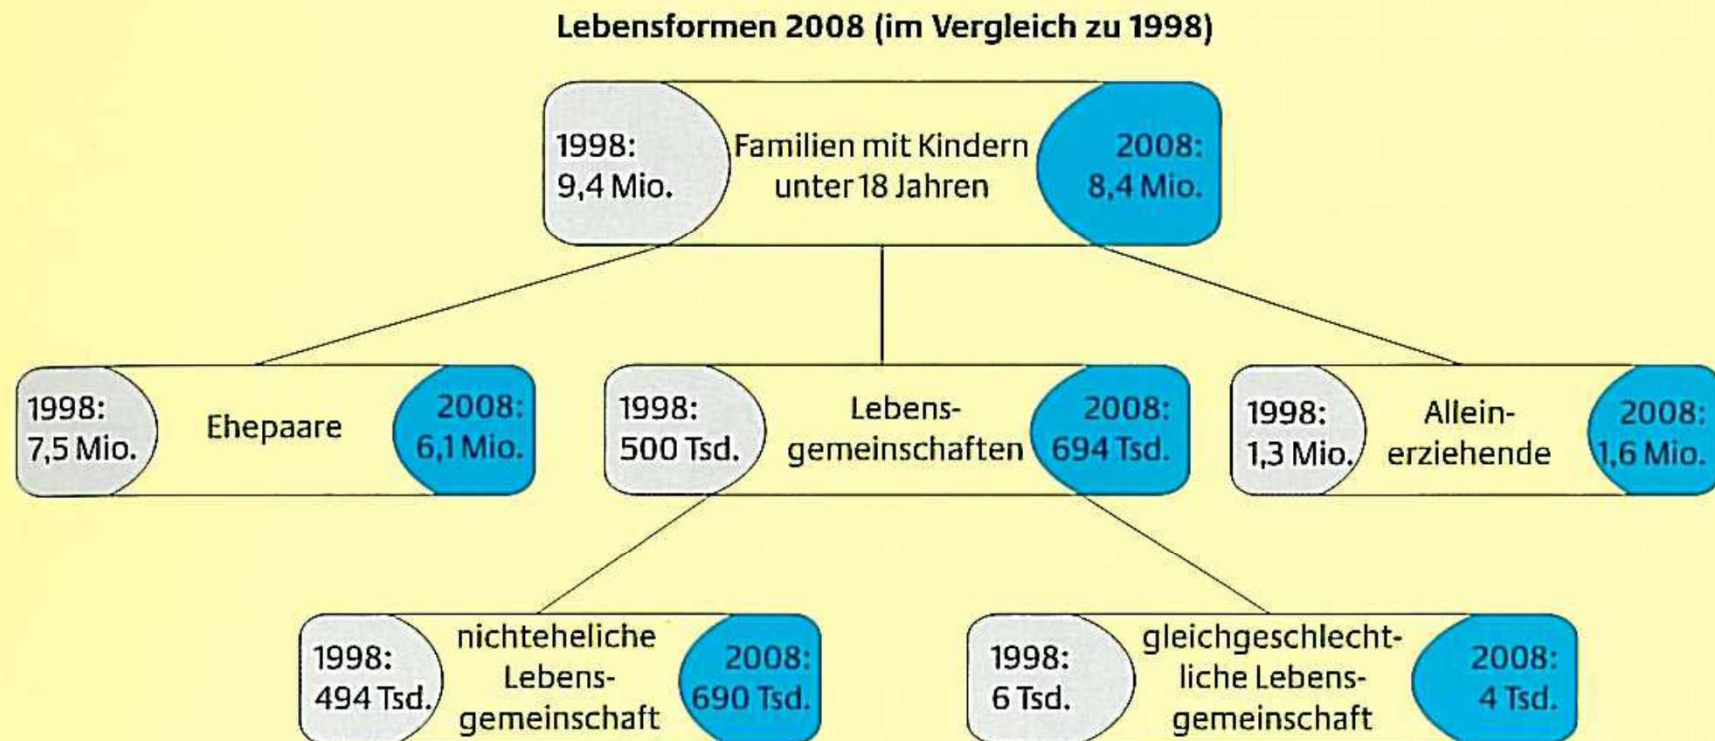 Lebensformen 2008 (im Vergleich zu 1998)
1998:
9,4 Mio.
Familien mit Kindern
unter 18 Jahren
2008:
8,4 Mio.
1998:
7,5 Mio.
Ehepaare
2008:
6,1 Mio.
1998:
500 Tsd.
Lebens-
gemeinschaften
2008:
694 Tsd.
1998:
1,3 Mio.
Allein-
erziehende
2008:
1,6 Mio.
1998:
494 Tsd.
nichteheliche
Lebens-
gemeinschaft
2008:
690 Tsd.
1998:
6 Tsd.
gleichgeschlecht-
liche Lebens-
gemeinschaft
2008:
4 Tsd.